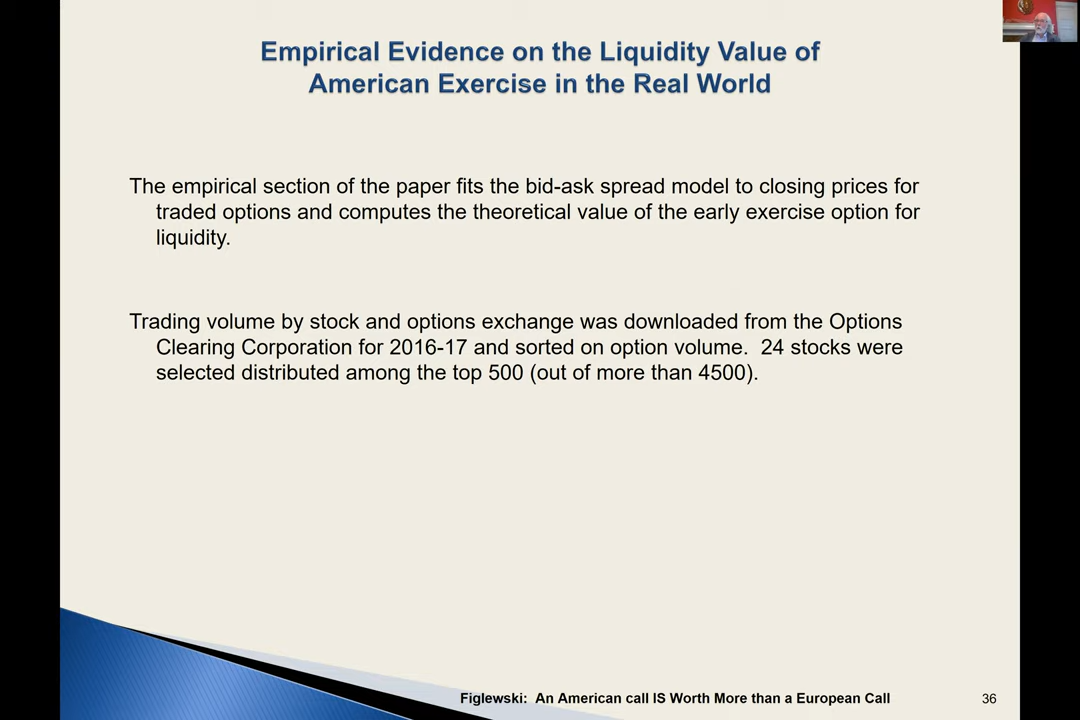 Empirical Evidence on the Liquidity Value of
American Exercise in the Real World
The empirical section of the paper fits the bid-ask spread model to closing prices for
traded options and computes the theoretical value of the early exercise option for
liquidity.
Trading volume by stock and options exchange was downloaded from the Options
Clearing Corporation for 2016-17 and sorted on option volume.  24 stocks were
selected distributed among the top 500 (out of more than 4500).
Figlewski:  An American call IS Worth More than a European Call
36